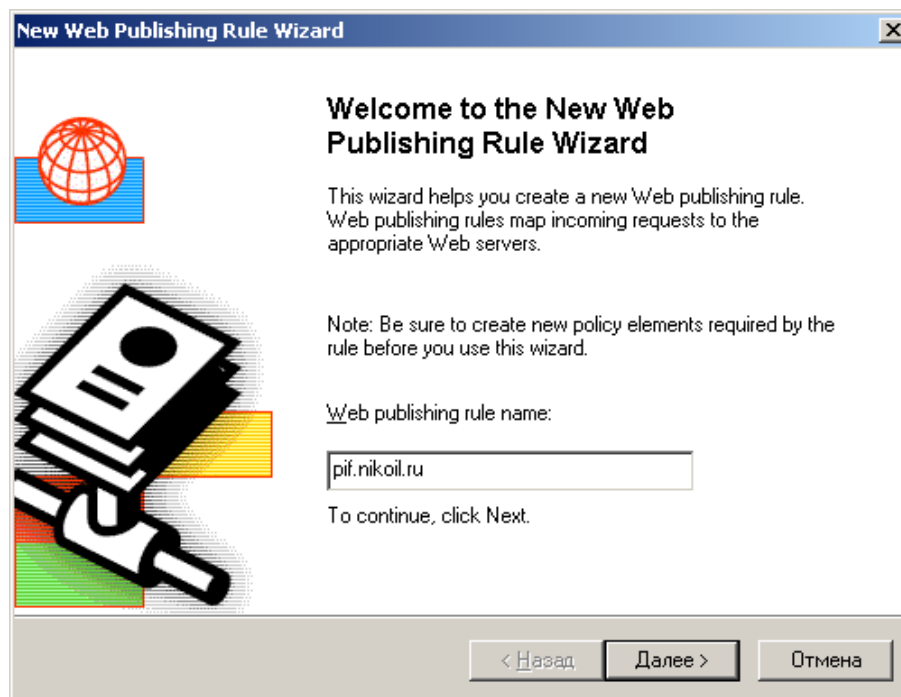 New Web Publishing Rule Wizard
Welcome to the New Web
Publishing Rule Wizard
This wizard helps you create a new Web publishing rule.
Web publishing rules map incoming requests to the
appropriate Web servers.
Note: Be sure to create new policy elements required by the
rule before you use this wizard.
Web publishing rule name:
pif.nikoil.ru
To continue, click Next.
< Назад Далее > Отмена